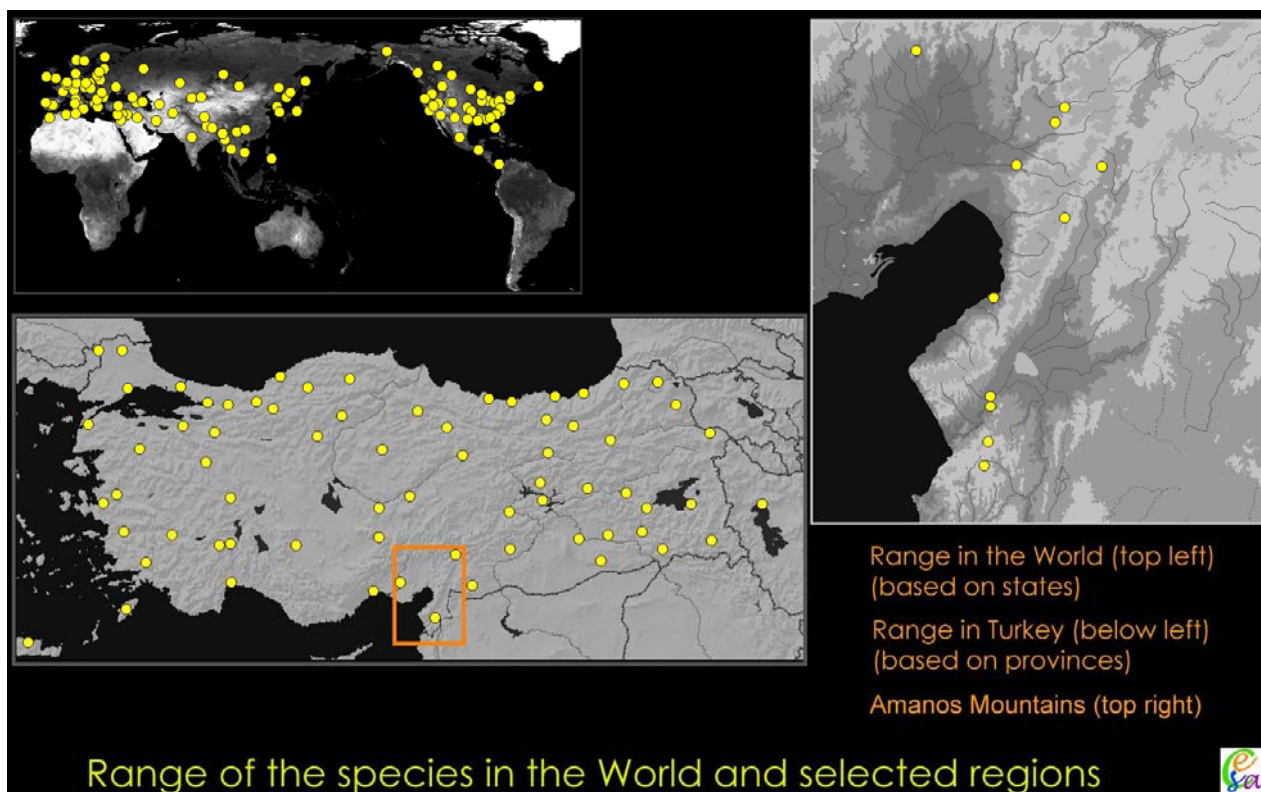 Range in the World (top left)
(based on states)
Range in Turkey (below left)
(based on provinces)
Amanos Mountains (top right)
Range of the species in the World and selected regions